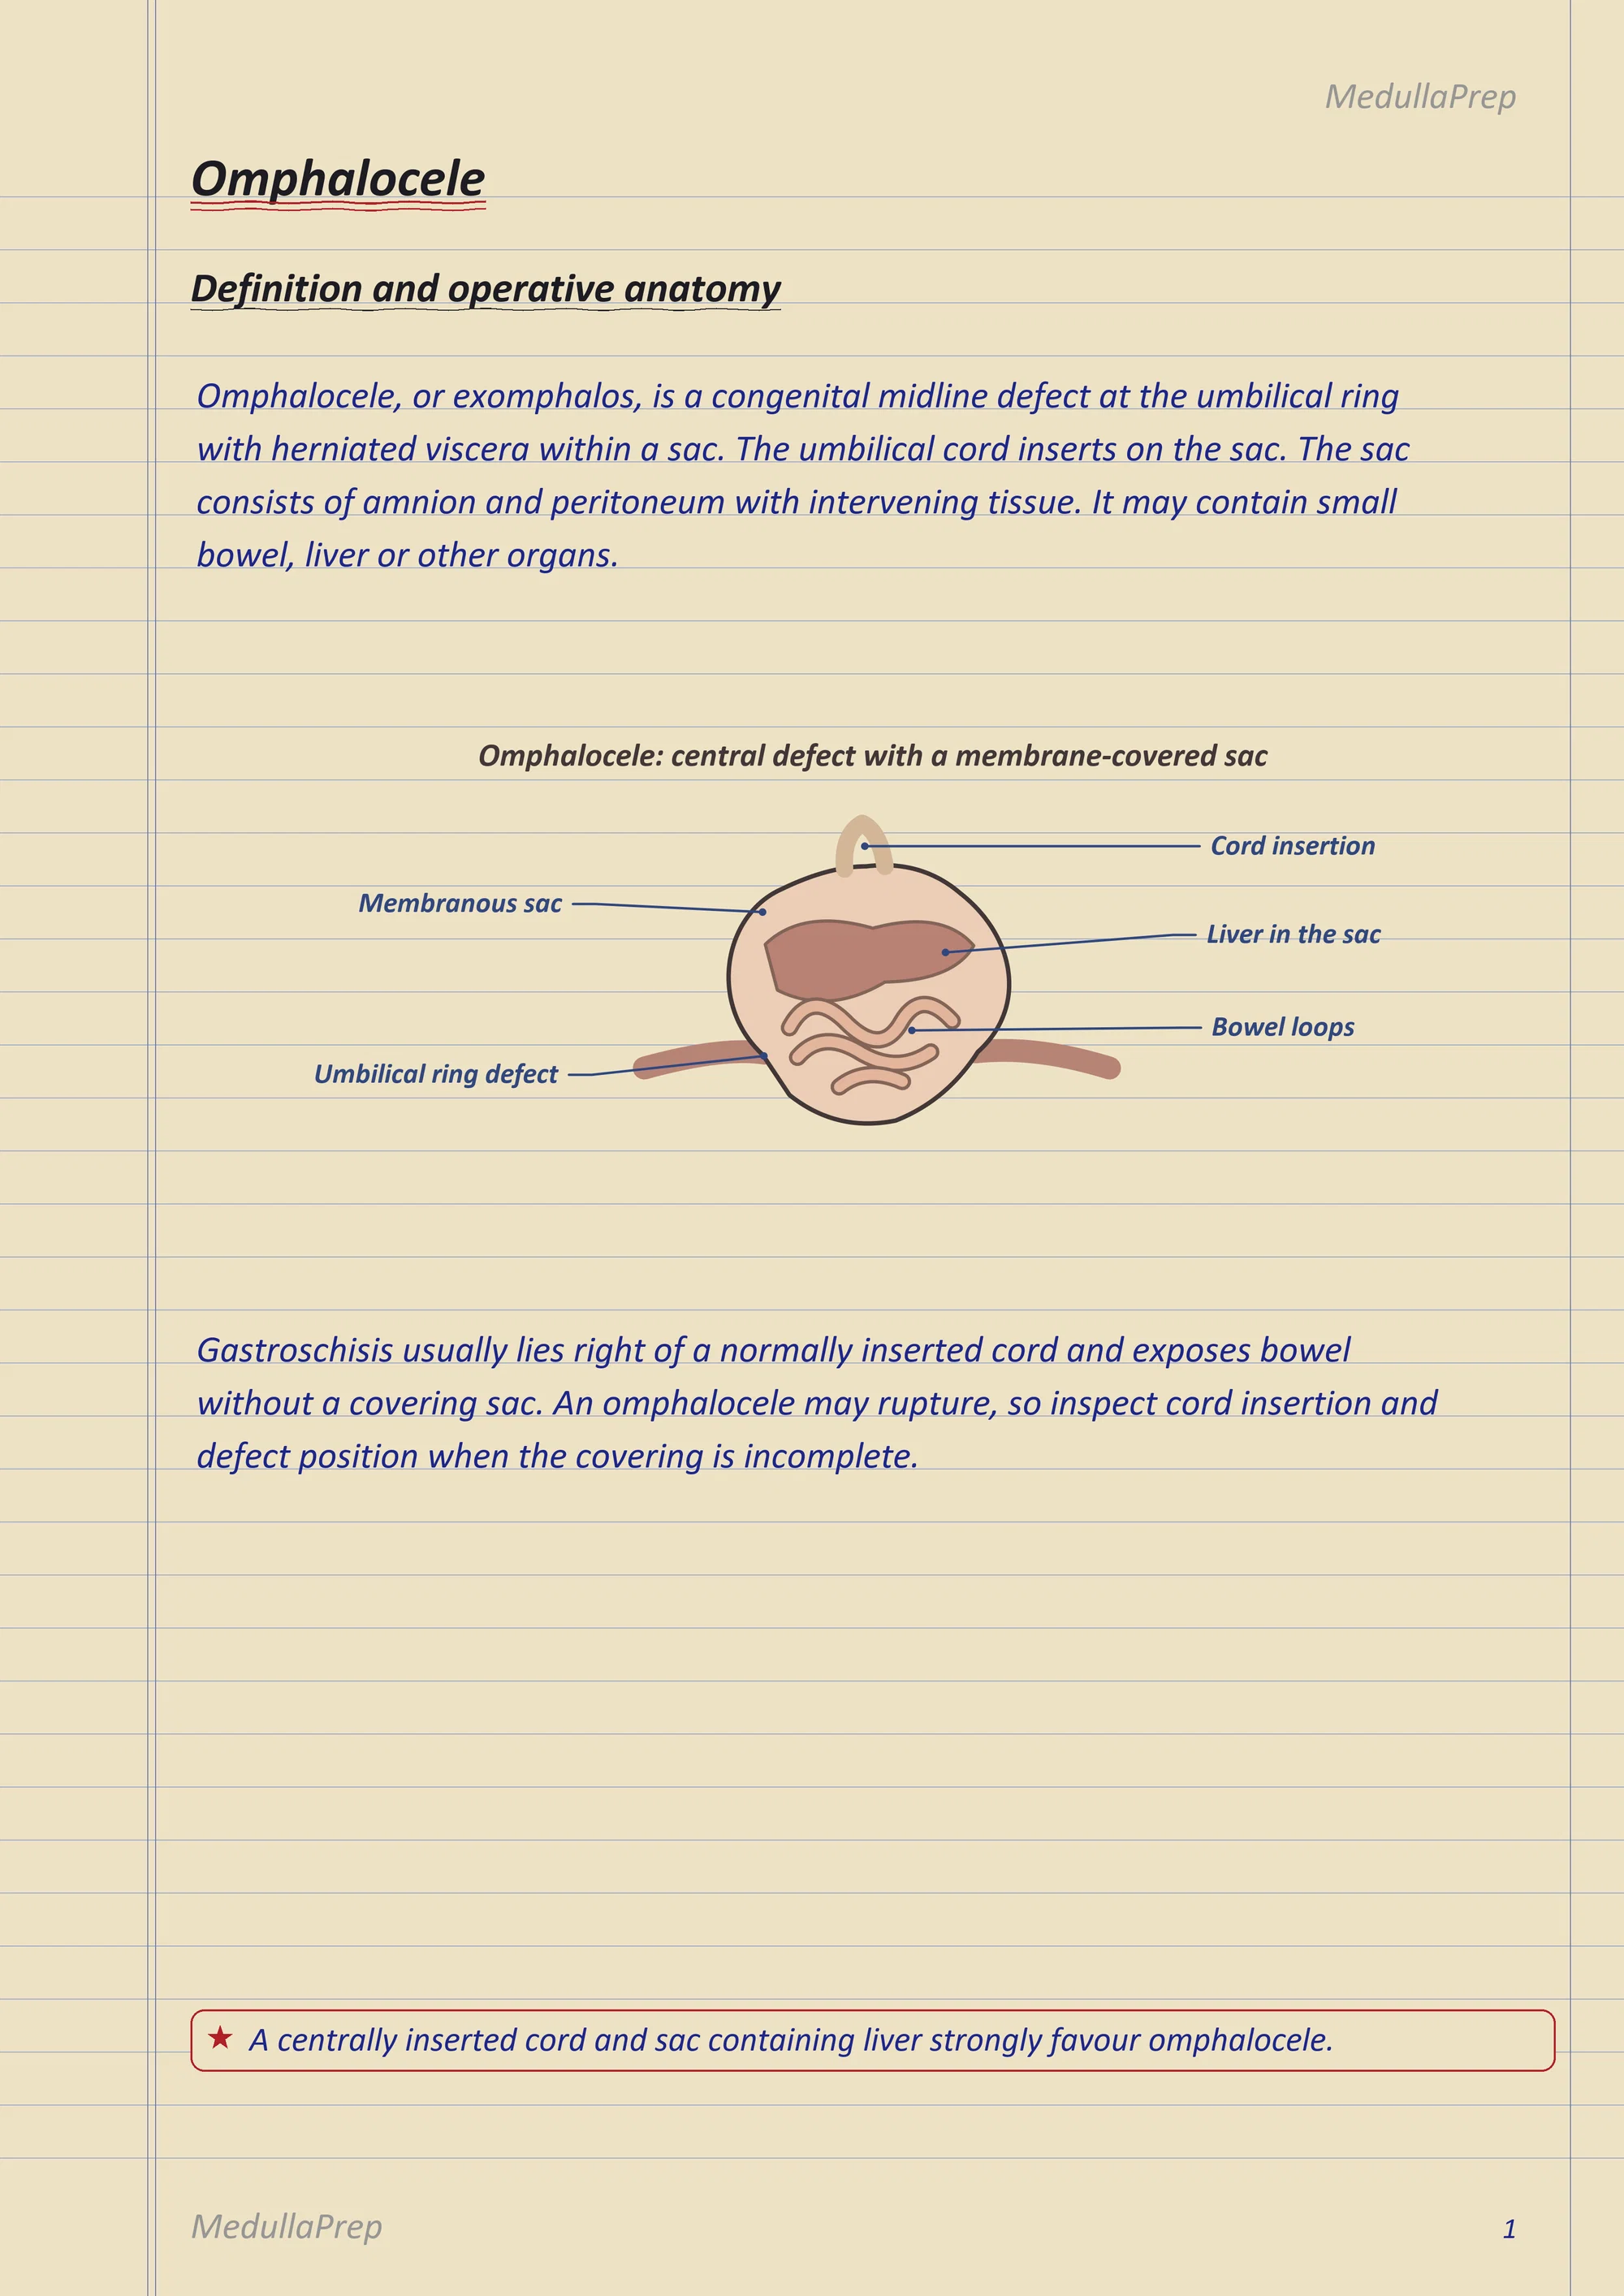 MedullaPrep
Omphalocele
Definition and operative anatomy
Omphalocele, or exomphalos, is a congenital midline defect at the umbilical ring
with herniated viscera within a sac. The umbilical cord inserts on the sac. The sac
consists of amnion and peritoneum with intervening tissue. It may contain small
bowel, liver or other organs.
Omphalocele: central defect with a membrane-covered sac
Cord insertion
Membranous sac
Liver in the sac
Bowel loops
Umbilical ring defect
Gastroschisis usually lies right of a normally inserted cord and exposes bowel
without a covering sac. An omphalocele may rupture, so inspect cord insertion and
defect position when the covering is incomplete.
★ A centrally inserted cord and sac containing liver strongly favour omphalocele.
MedullaPrep
1